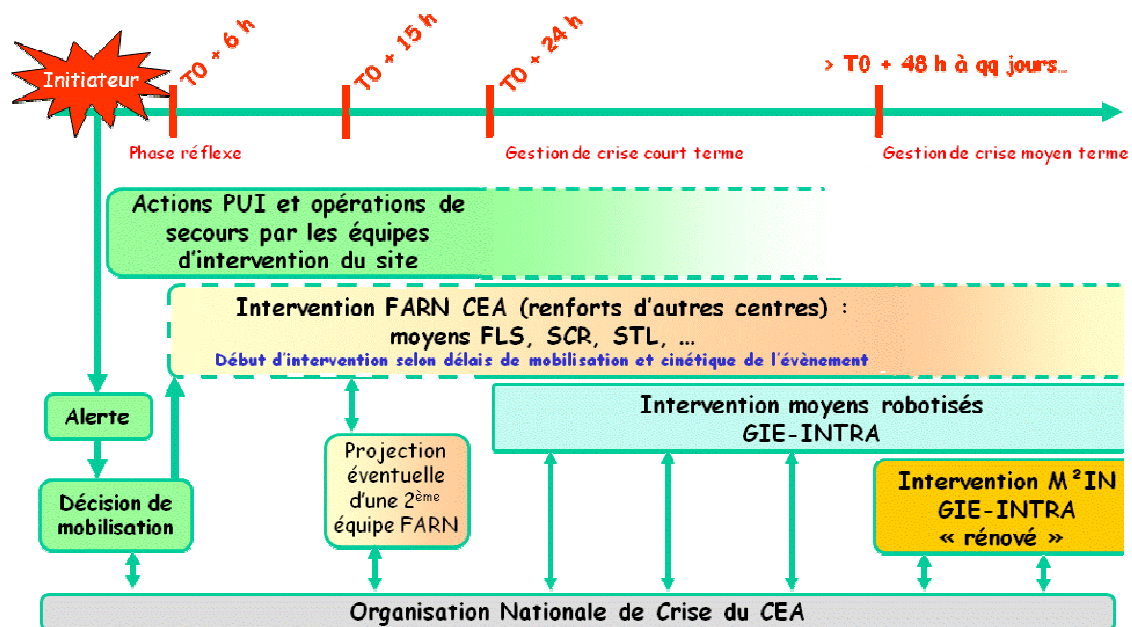 Initiateur
T0 + 6 h
T0 + 15 h
T0 + 24 h
> T0 + 48 h à qq jours…
Phase réflexe
Gestion de crise court terme
Gestion de crise moyen terme
Actions PUI et opérations de
secours par les équipes
d'intervention du site
Intervention FARN CEA (renforts d'autres centres) :
moyens FLS, SCR, STL, …
Début d'intervention selon délais de mobilisation et cinétique de l'évènement
Alerte
Décision de
mobilisation
Projection
éventuelle
d'une 2ème
équipe FARN
Intervention moyens robotisés
GIE-INTRA
Intervention M²IN
GIE-INTRA
« rénové »
Organisation Nationale de Crise du CEA